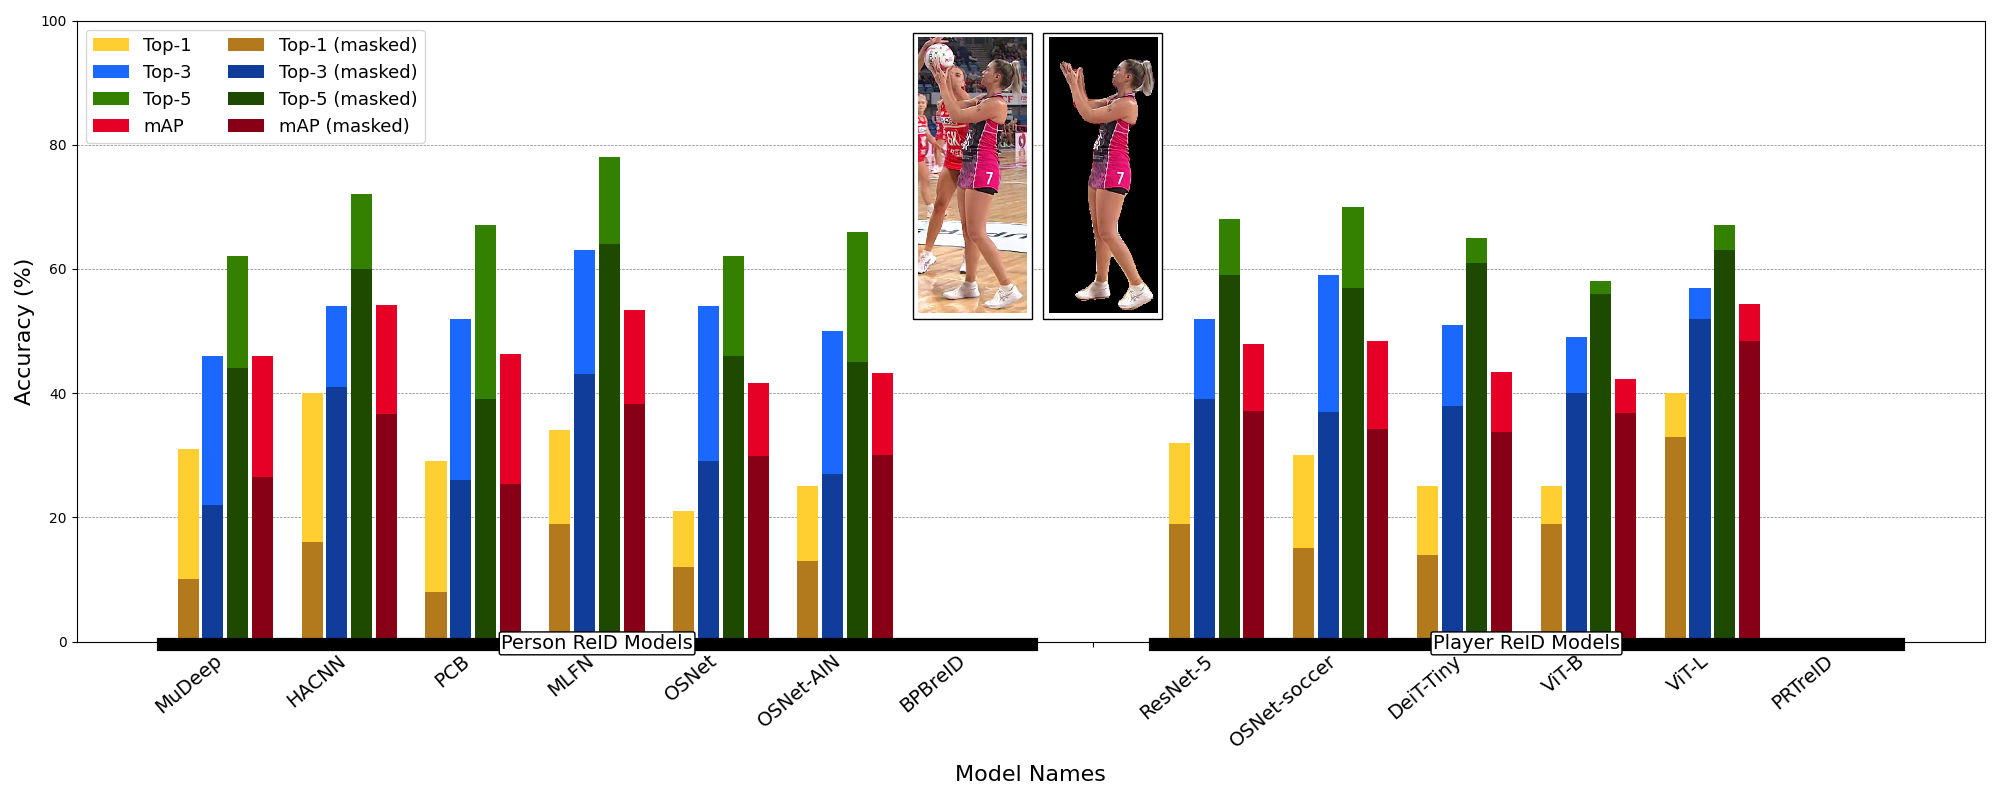 100
80
60
40
20
0
Accuracy (%)
Top-1
Top-3
Top-5
mAP
Top-1 (masked)
Top-3 (masked)
Top-5 (masked)
mAP (masked)
GK
7
7
Person ReID Models
Player ReID Models
MuDeep
HACNN
PCB
MLFN
OSNet
OSNet-AIN
BPBreID
ResNet-5
OSNet-soccer
DeiT-Tiny
ViT-B
ViT-L
PRTreID
Model Names